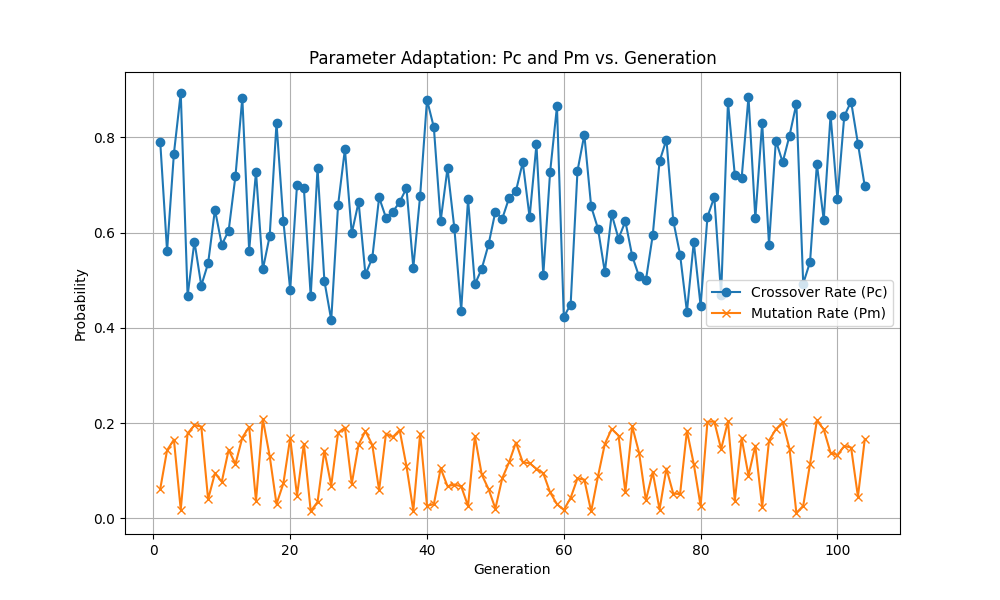 Parameter Adaptation: Pc and Pm vs. Generation
Probability
0.8
0.6
0.4
0.2
0.0
Crossover Rate (Pc)
Mutation Rate (Pm)
0
20
40
60
80
100
Generation